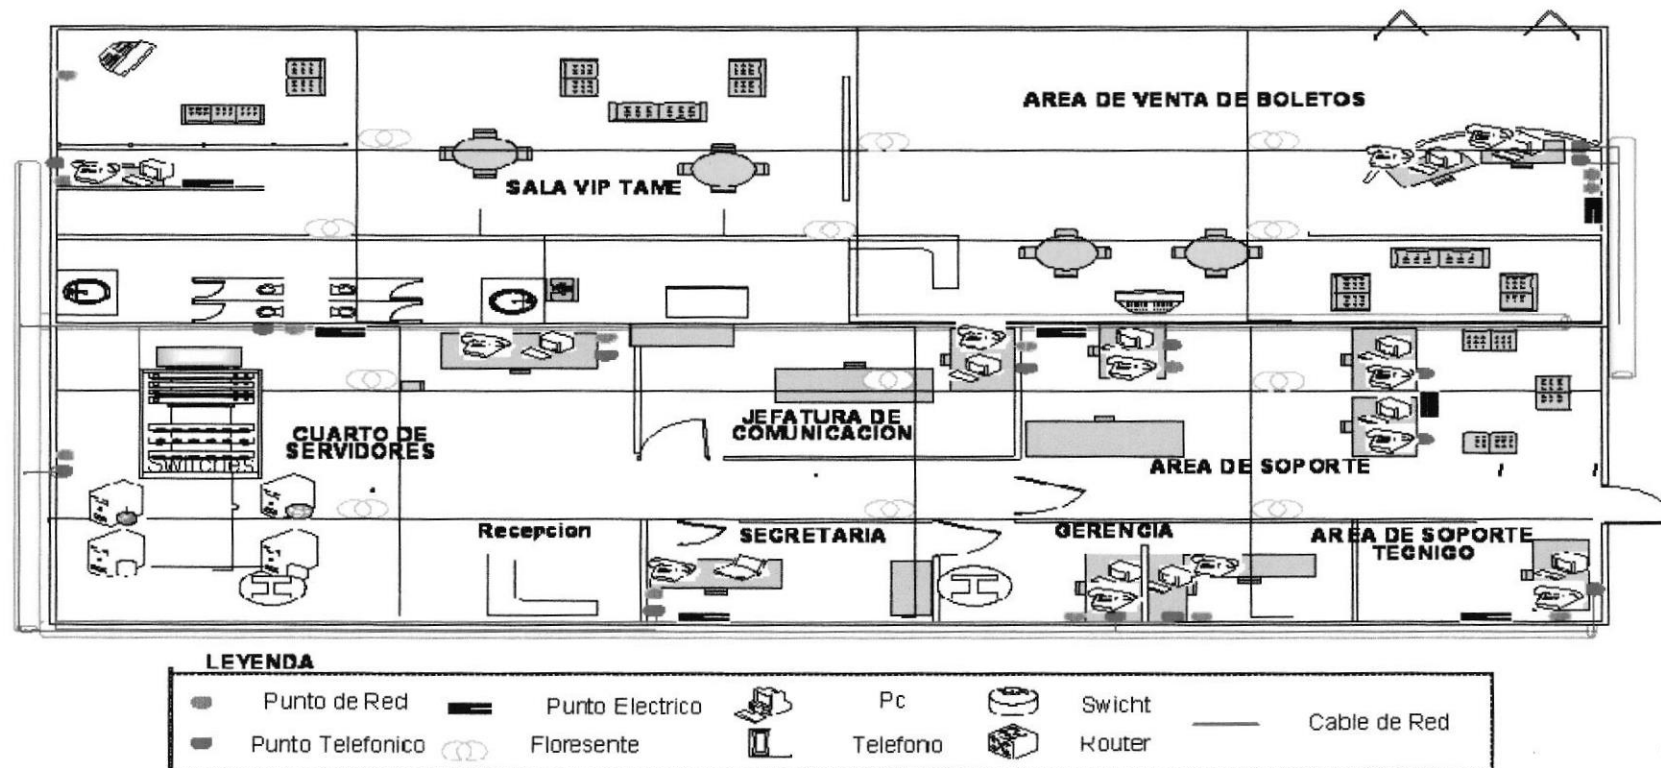 AREA DE VENTA DE BOLETOS
SALA VIP TAME
CUARTO DE
SERVIDORES
Switches
JEFATURA DE
COMUNICACION
AREA DE SOPORTE
Recepcion
SECRETARIA
GERENCIA
AREA DE SOPORTE
TECNICO
LEYENDA
Punto de Red
Punto Electrico
Pc
Swicht
Cable de Red
Punto Telefonico
Floresente
Telefono
Router